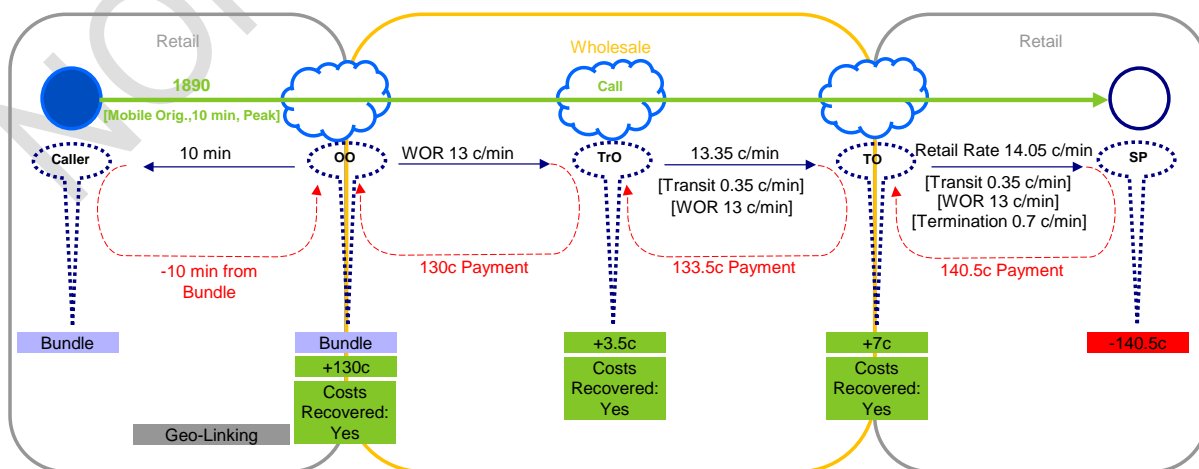 Retail
Wholesale
Retail
1890
Call
[Mobile Orig.,10 min, Peak]
Caller
10 min
OO
WOR 13 c/min
TrO
13.35 c/min
TO
Retail Rate 14.05 c/min
SP
[Transit 0.35 c/min]
[WOR 13 c/min]
[Transit 0.35 c/min]
[WOR 13 c/min]
[Termination 0.7 c/min]
-10 min from
Bundle
130c Payment
133.5c Payment
140.5c Payment
Bundle
Bundle
+3.5c
+7c
-140.5c
+130c
Costs
Recovered:
Yes
Costs
Recovered:
Yes
Costs
Recovered:
Yes
Geo-Linking